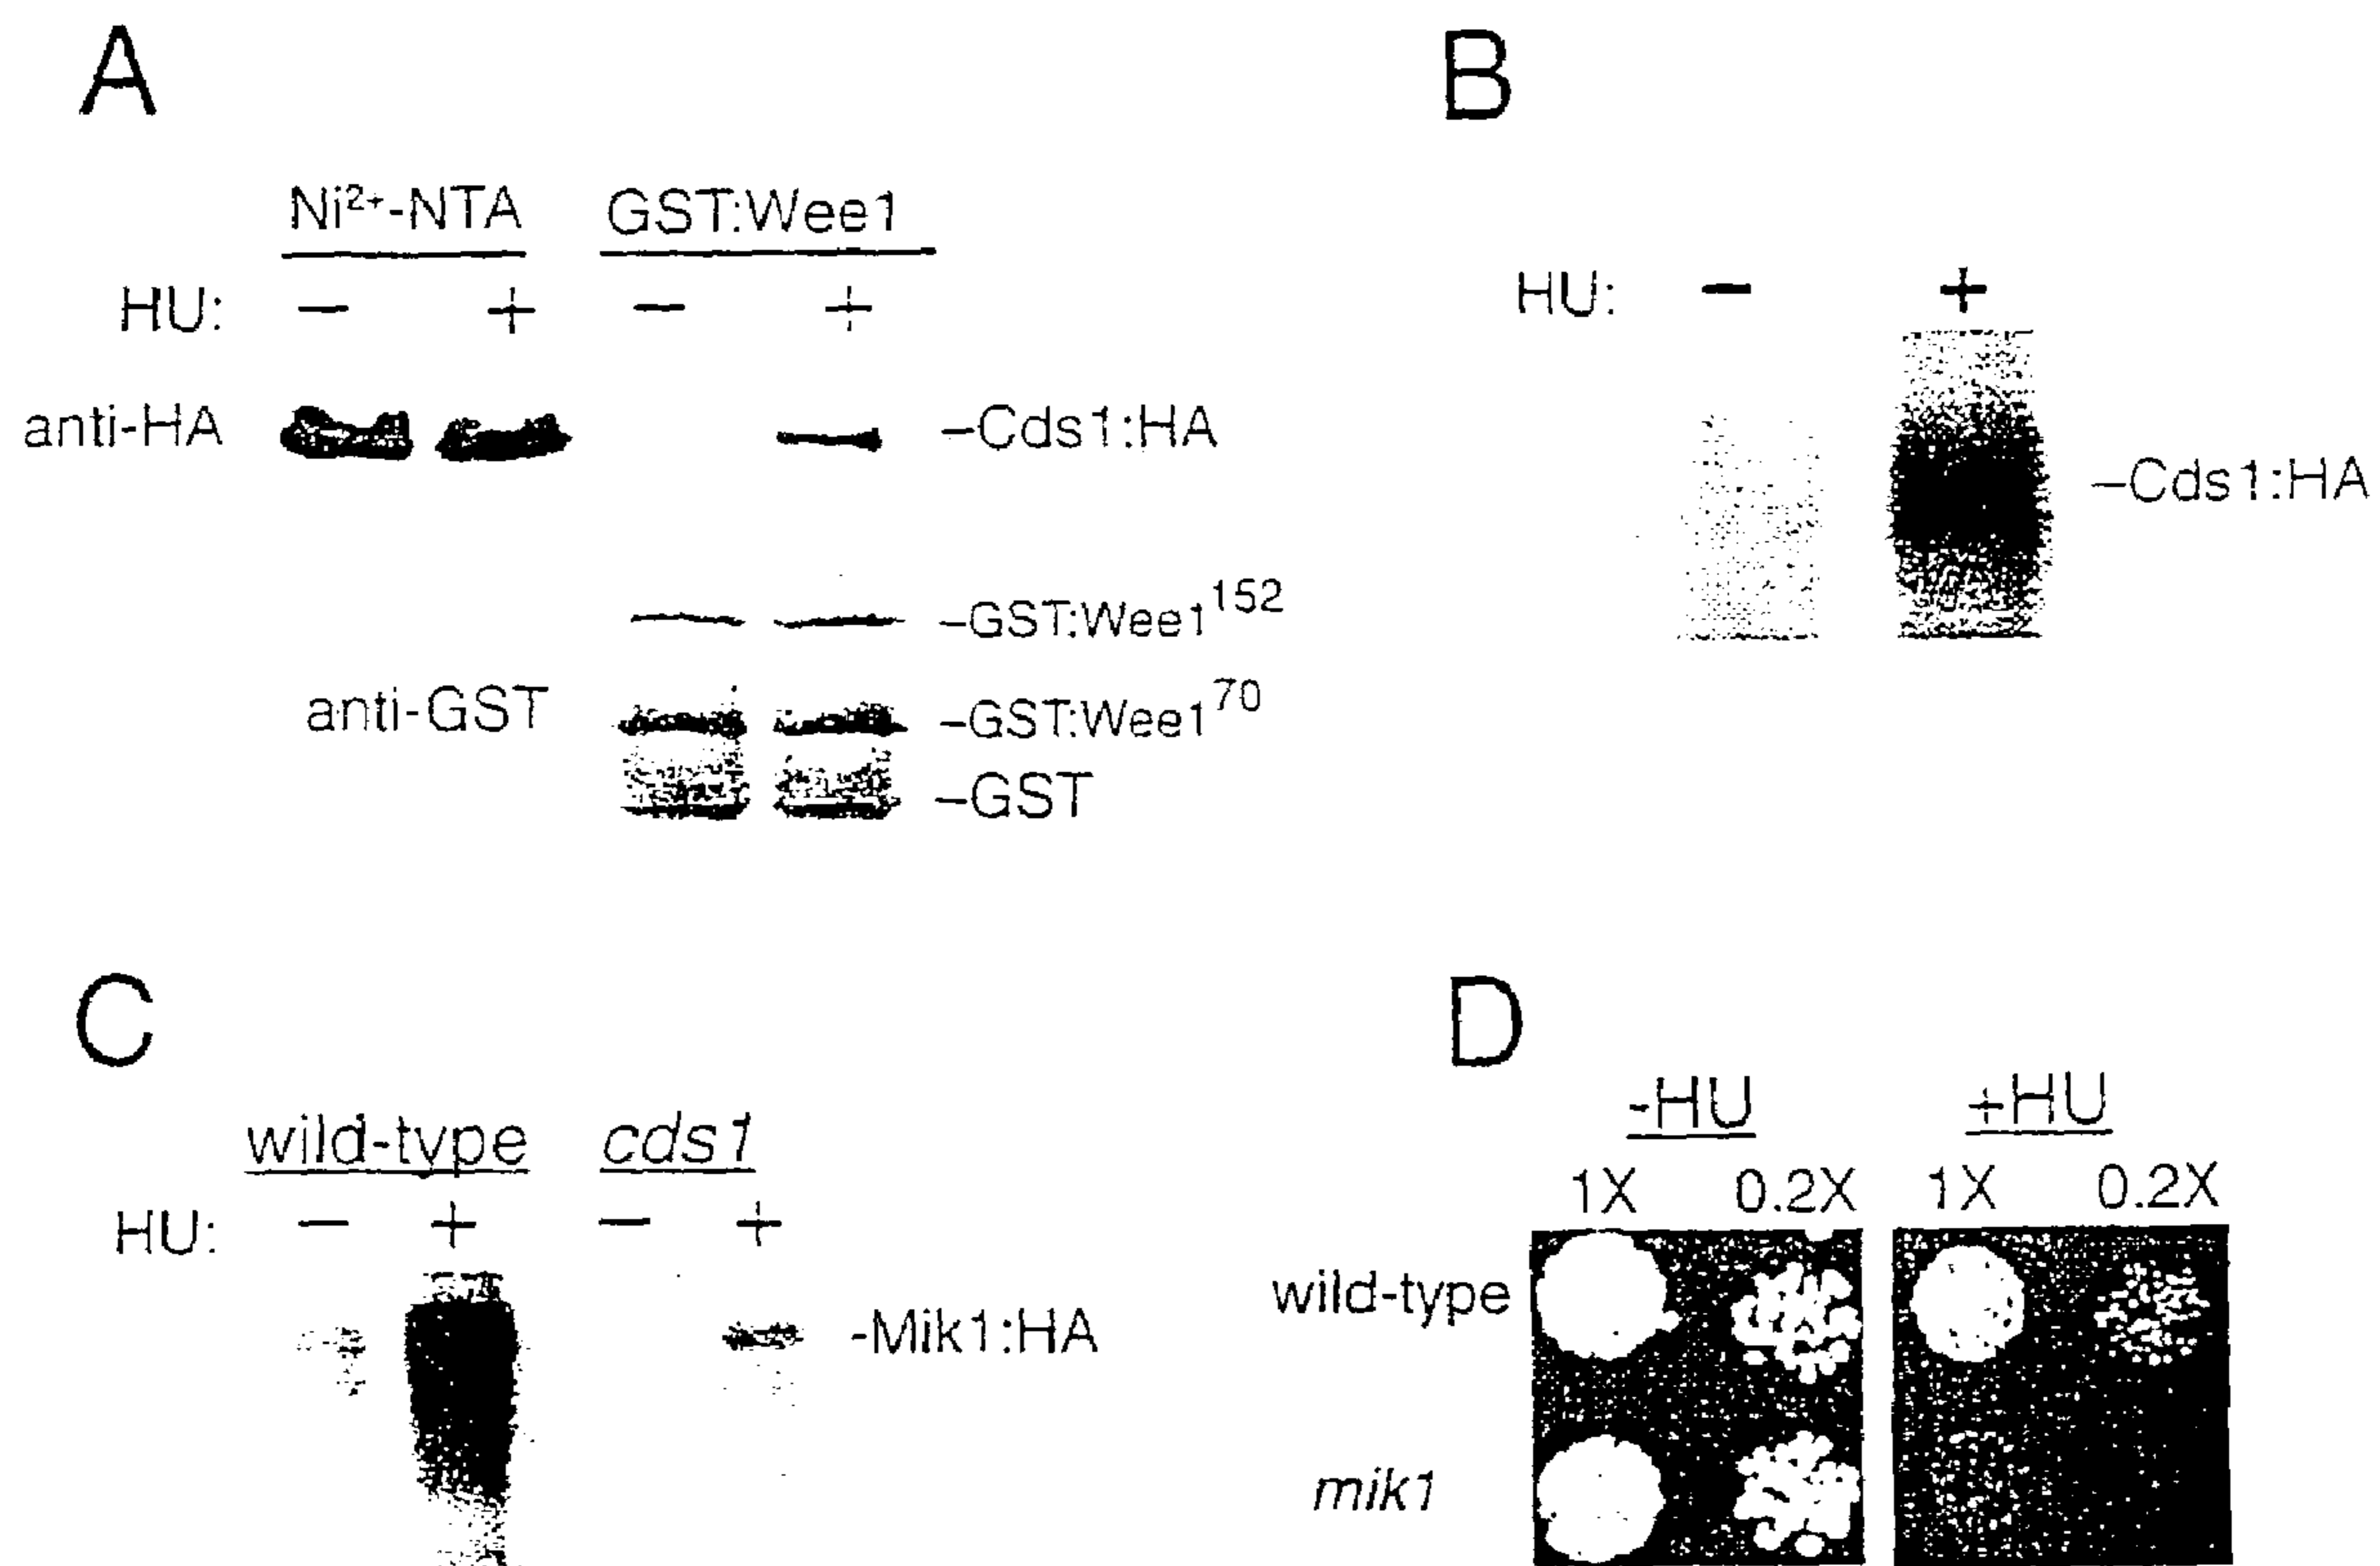 A
Ni²⁺-NTA GST:Wee1
HU: − + − +
anti-HA –Cds1:HA
–GST:Wee1¹⁵²
anti-GST –GST:Wee1⁷⁰
–GST
B
HU: − +
–Cds1:HA
C
wild-type cds1
HU: − + − +
-Mik1:HA
D
-HU +HU
1X 0.2X 1X 0.2X
wild-type
mik1